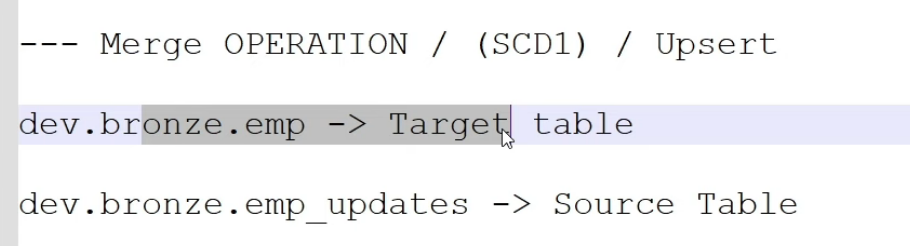 --- Merge OPERATION / (SCD1) / Upsert
dev.bronze.emp -> Target table
dev.bronze.emp_updates -> Source Table